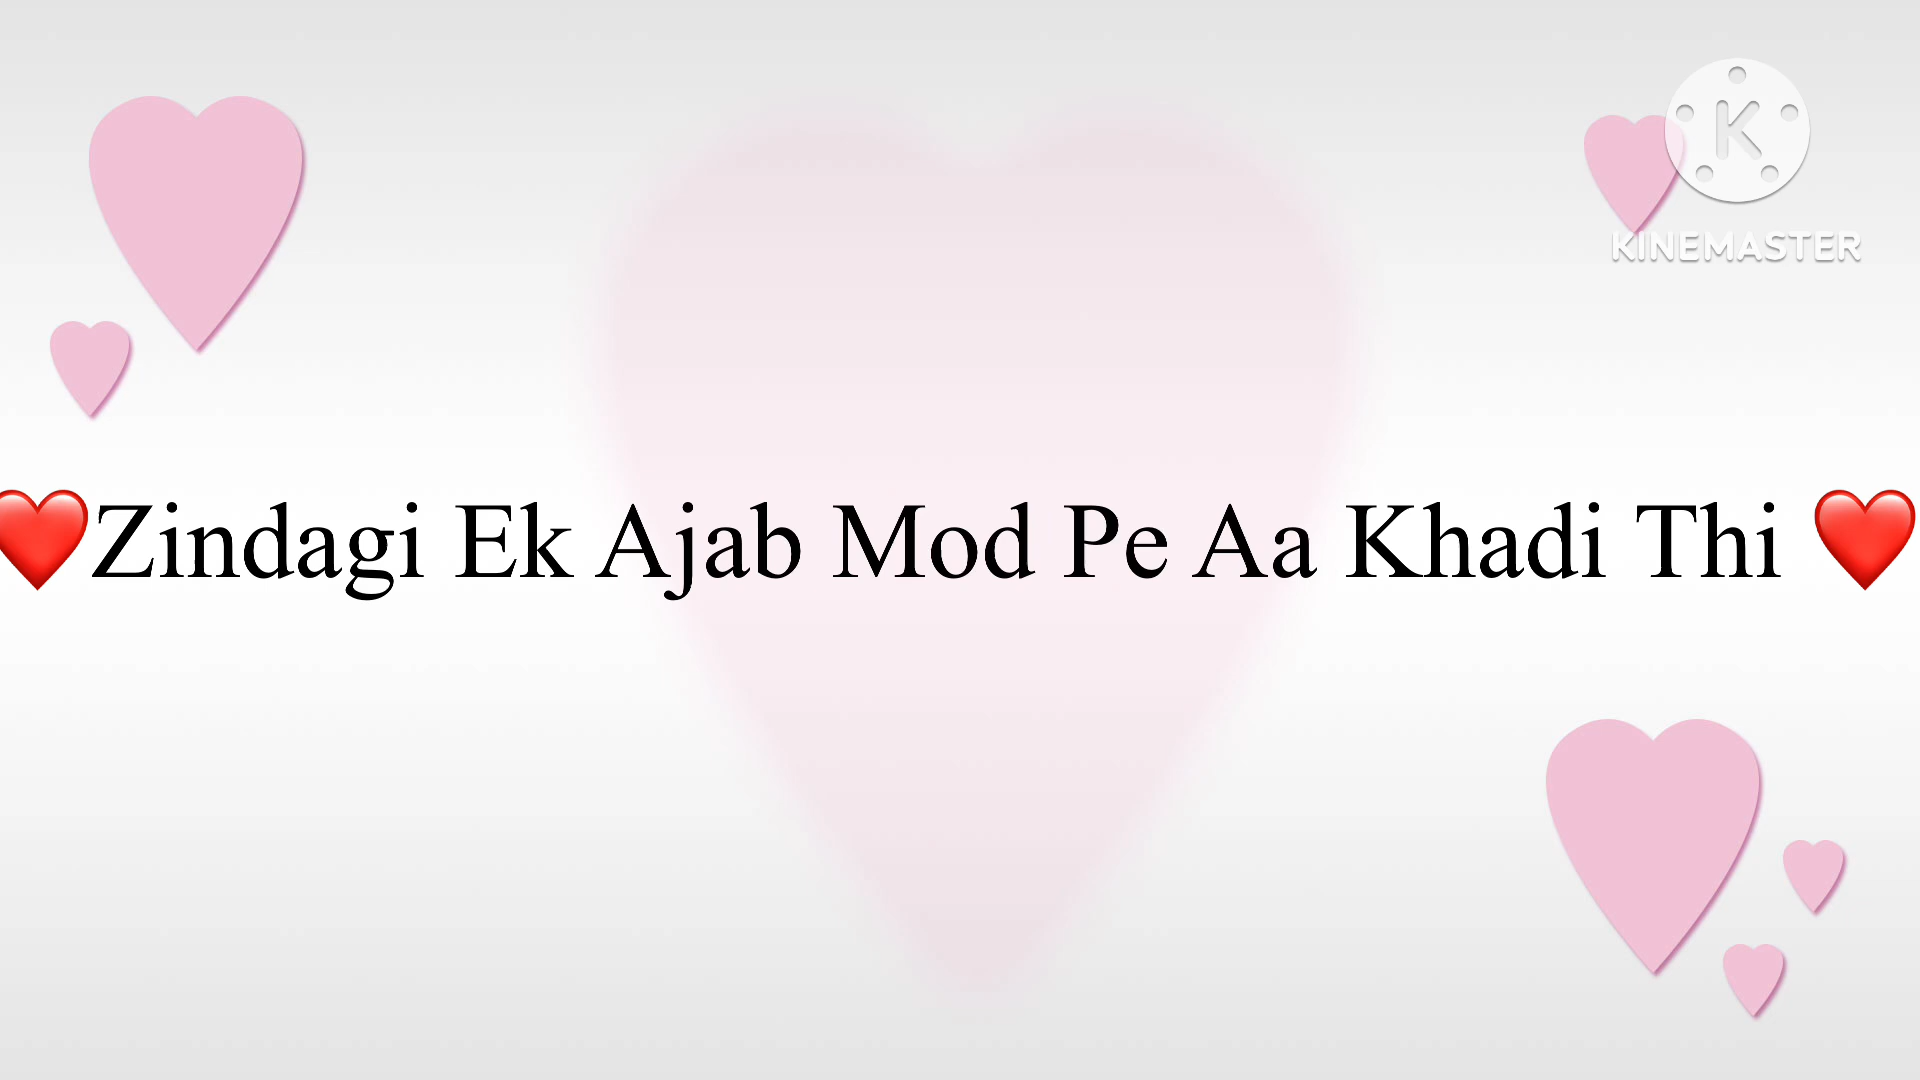 K
KINEMASTER
❤️Zindagi Ek Ajab Mod Pe Aa Khadi Thi ❤️